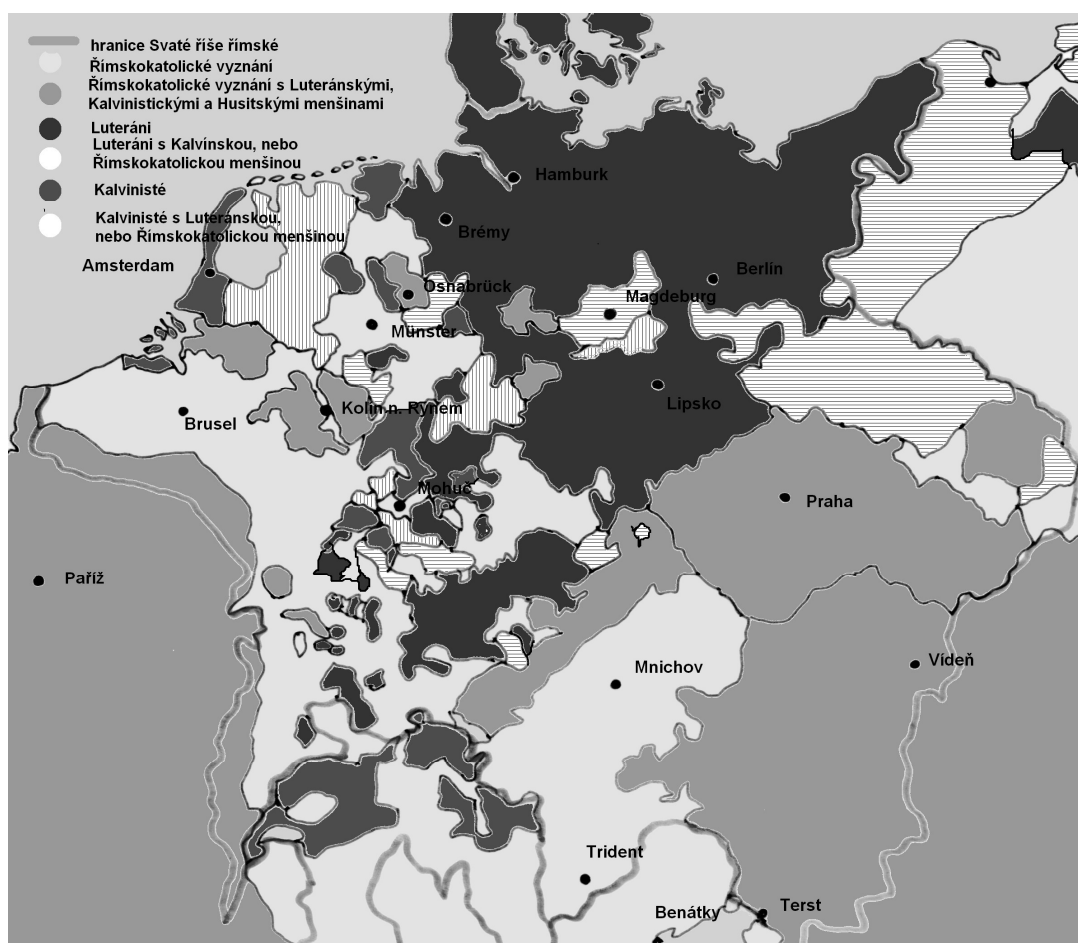 hranice Svaté říše římské
Římskokatolické vyznání
Římskokatolické vyznání s Luteránskými,
Kalvinistickými a Husitskými menšinami
Luteráni
Luteráni s Kalvínskou, nebo
Římskokatolickou menšinou
Kalvinisté
Kalvinisté s Luteránskou,
nebo Římskokatolickou menšinou
Hamburk
Brémy
Amsterdam
Berlín
Osnabrück
Magdeburg
Münster
Lipsko
Kolín n. Rýnem
Brusel
Mohuč
Praha
Paříž
Mnichov
Vídeň
Trident
Benátky
Terst